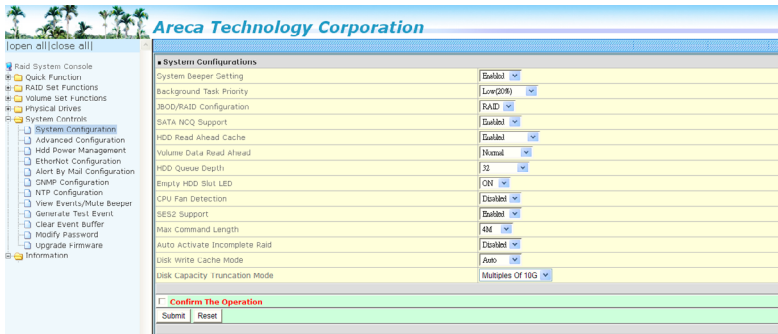 Areca Technology Corporation
|open all|close all|
Raid System Console
Quick Function
RAID Set Functions
Volume Set Functions
Physical Drives
System Controls
System Configuration
Advanced Configuration
Hdd Power Management
EtherNet Configuration
Alert By Mail Configuration
SNMP Configuration
NTP Configuration
View Events/Mute Beeper
Generate Test Event
Clear Event Buffer
Modify Password
Upgrade Firmware
Information
System Configurations
System Beeper Setting Enabled
Background Task Priority Low(20%)
JBOD/RAID Configuration RAID
SATA NCQ Support Enabled
HDD Read Ahead Cache Enabled
Volume Data Read Ahead Normal
HDD Queue Depth 32
Empty HDD Slot LED ON
CPU Fan Detection Disabled
SES2 Support Enabled
Max Command Length 4M
Auto Activate Incomplete Raid Disabled
Disk Write Cache Mode Auto
Disk Capacity Truncation Mode Multiples Of 10G
Confirm The Operation
Submit Reset